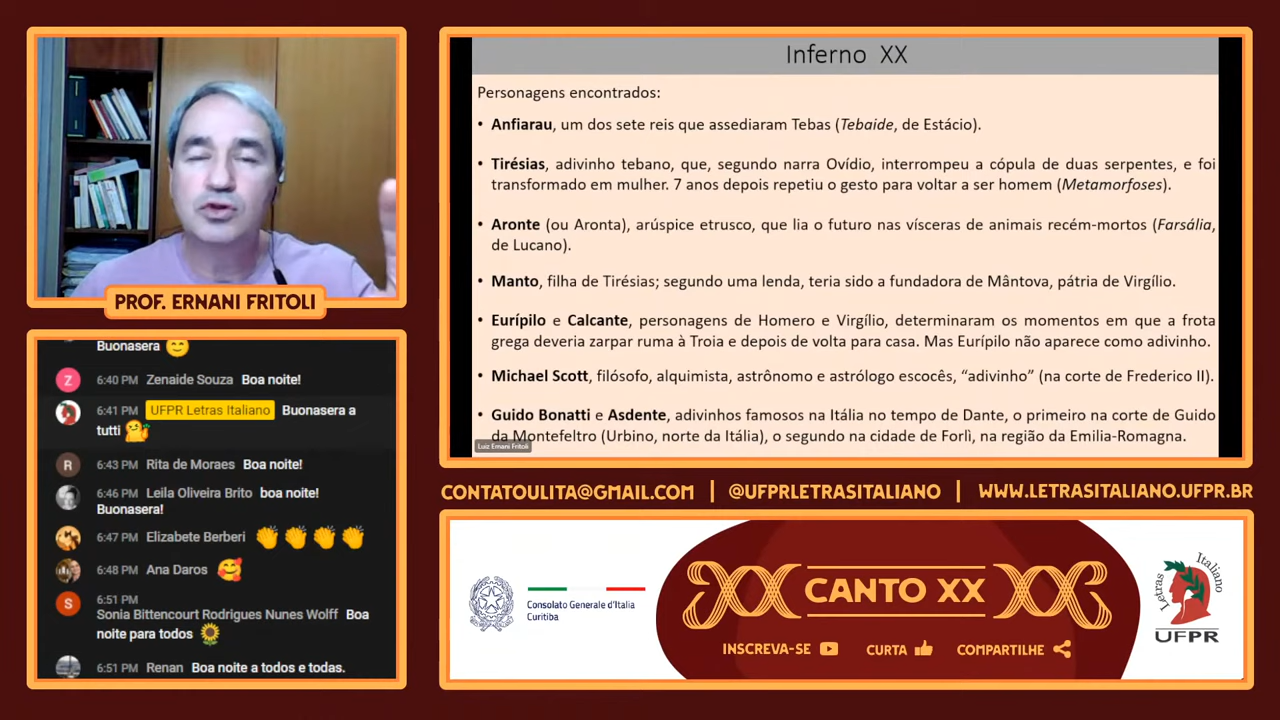 PROF. ERNANI FRITOLI
Buonasera 😊
Z 6:40 PM Zenaide Souza Boa noite!
6:41 PM UFPR Letras Italiano Buonasera a
tutti
R 6:43 PM Rita de Moraes Boa noite!
6:46 PM Leila Oliveira Brito boa noite!
Buonasera!
6:47 PM Elizabete Berberi 👏👏👏👏
6:48 PM Ana Daros 🥰
S 6:51 PM
Sonia Bittencourt Rodrigues Nunes Wolff Boa
noite para todos 🌻
6:51 PM Renan Boa noite a todos e todas.
Inferno XX
Personagens encontrados:
• Anfiarau, um dos sete reis que assediaram Tebas (Tebaide, de Estácio).
• Tirésias, adivinho tebano, que, segundo narra Ovídio, interrompeu a cópula de duas serpentes, e foi
transformado em mulher. 7 anos depois repetiu o gesto para voltar a ser homem (Metamorfoses).
• Aronte (ou Aronta), arúspice etrusco, que lia o futuro nas vísceras de animais recém-mortos (Farsália,
de Lucano).
• Manto, filha de Tirésias; segundo uma lenda, teria sido a fundadora de Mântova, pátria de Virgílio.
• Eurípilo e Calcante, personagens de Homero e Virgílio, determinaram os momentos em que a frota
grega deveria zarpar ruma à Troia e depois de volta para casa. Mas Eurípilo não aparece como adivinho.
• Michael Scott, filósofo, alquimista, astrônomo e astrólogo escocês, “adivinho” (na corte de Frederico II).
• Guido Bonatti e Asdente, adivinhos famosos na Itália no tempo de Dante, o primeiro na corte de Guido
da Montefeltro (Urbino, norte da Itália), o segundo na cidade de Forlì, na região da Emilia-Romagna.
Luiz Ernani Fritoli
CONTATOULITA@GMAIL.COM | @UFPRLETRASITALIANO | WWW.LETRASITALIANO.UFPR.BR
Consolato Generale d'Italia
Curitiba
XX CANTO XX XX
INSCREVA-SE CURTA COMPARTILHE
Letras Italiano
UFPR